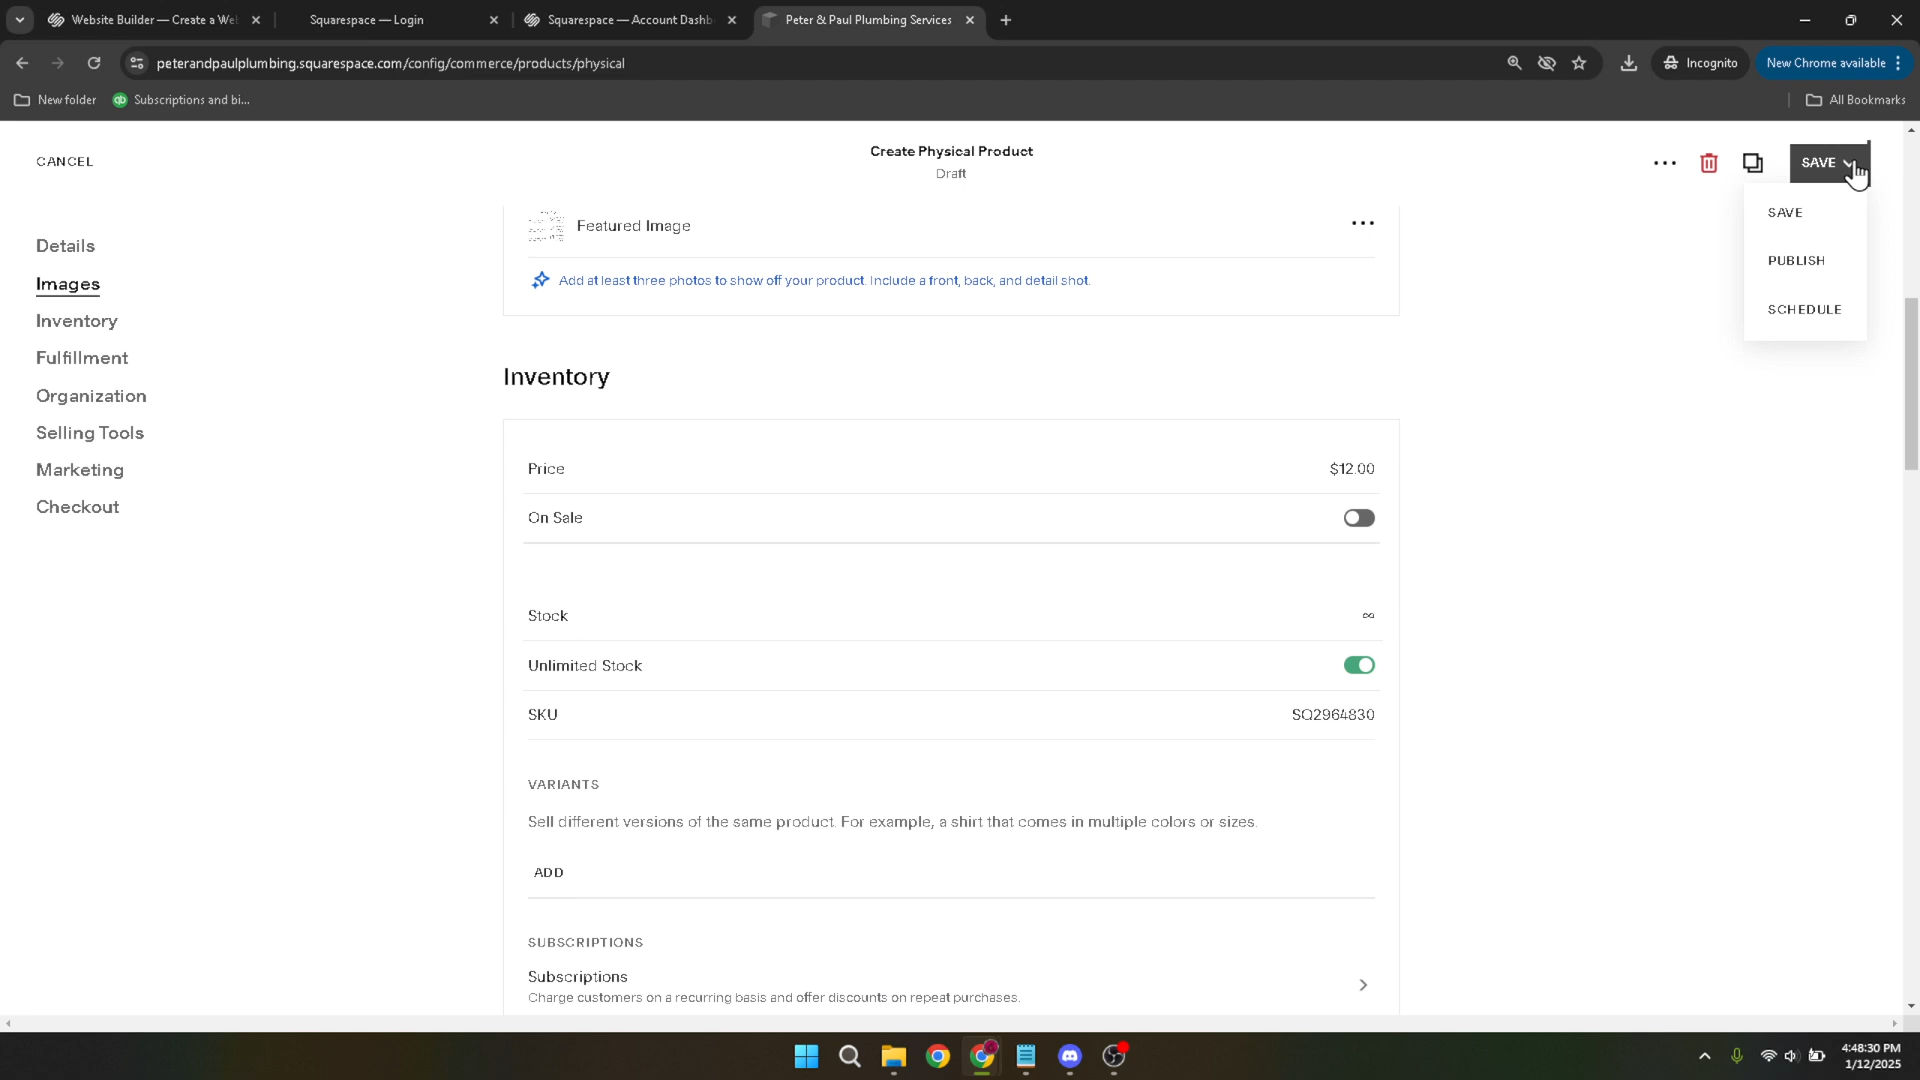 Website Builder — Create a We
Squarespace — Login
Squarespace — Account Dashb
Peter & Paul Plumbing Services
peterandpaulplumbing.squarespace.com/config/commerce/products/physical
Incognito
New Chrome available
New folder
Subscriptions and bi...
All Bookmarks
CANCEL
Create Physical Product
Draft
SAVE
SAVE
PUBLISH
SCHEDULE
Details
Images
Inventory
Fulfillment
Organization
Selling Tools
Marketing
Checkout
Featured Image
Add at least three photos to show off your product. Include a front, back, and detail shot.
Inventory
Price $12.00
On Sale
Stock ∞
Unlimited Stock
SKU SQ2964830
VARIANTS
Sell different versions of the same product. For example, a shirt that comes in multiple colors or sizes.
ADD
SUBSCRIPTIONS
Subscriptions
Charge customers on a recurring basis and offer discounts on repeat purchases.
4:48:30 PM
1/12/2025